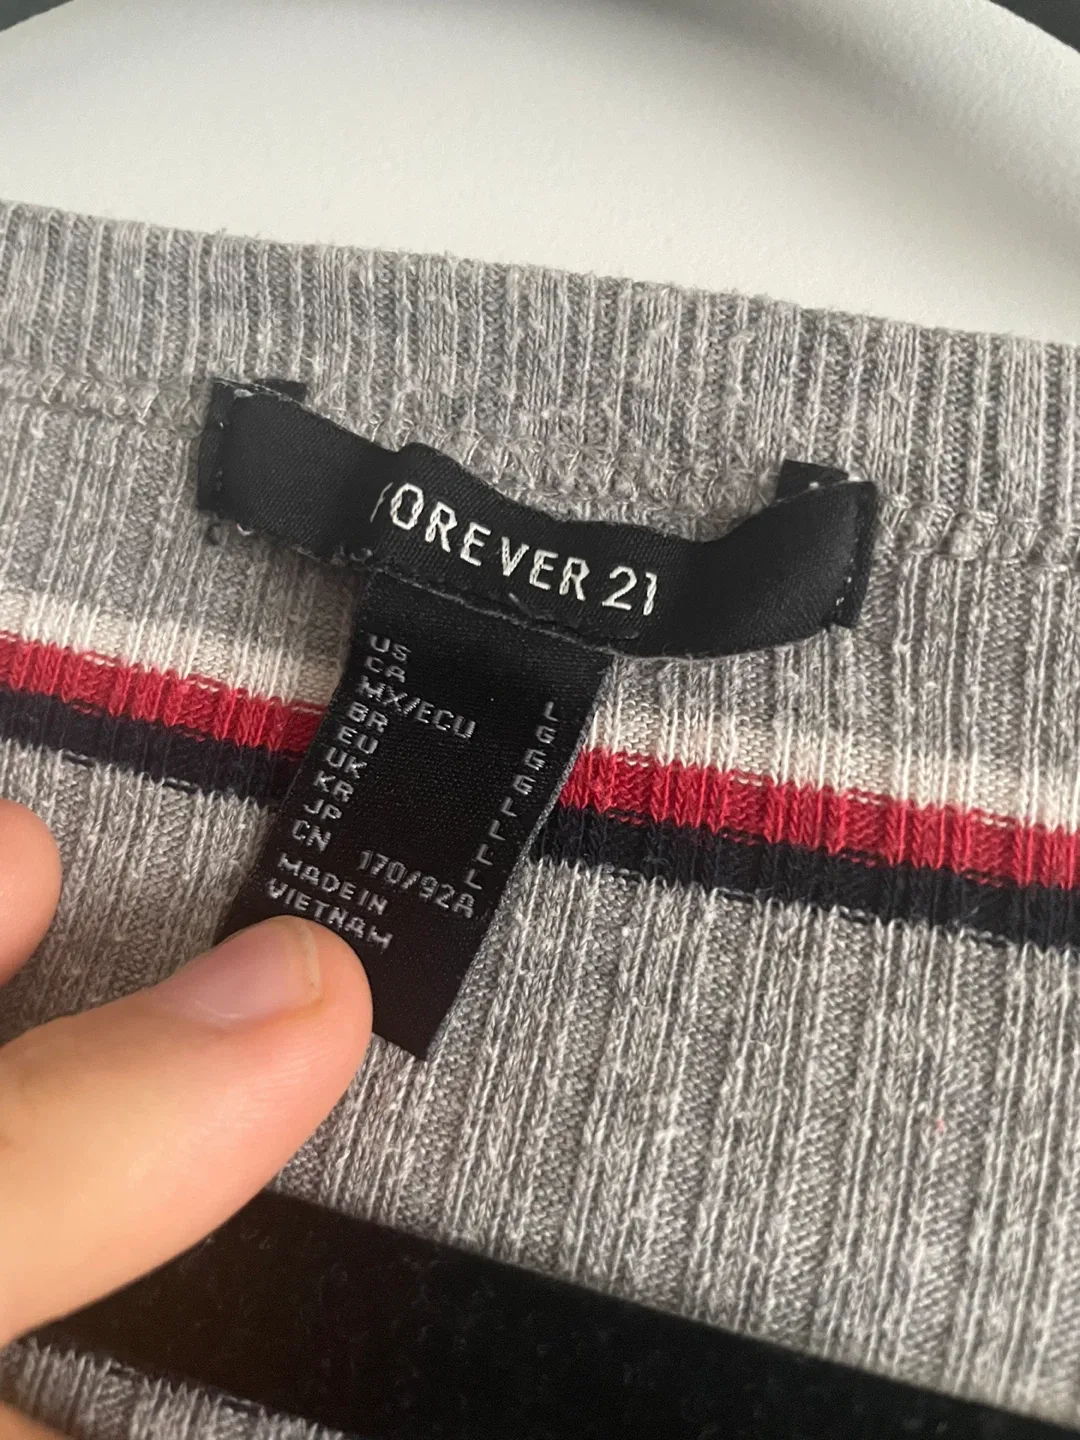 FOREVER 21
US L
CA G
MX/ECU G
BR G
EU L
UK L
KR L
JP L
CN 170/92A
MADE IN
VIETNAM